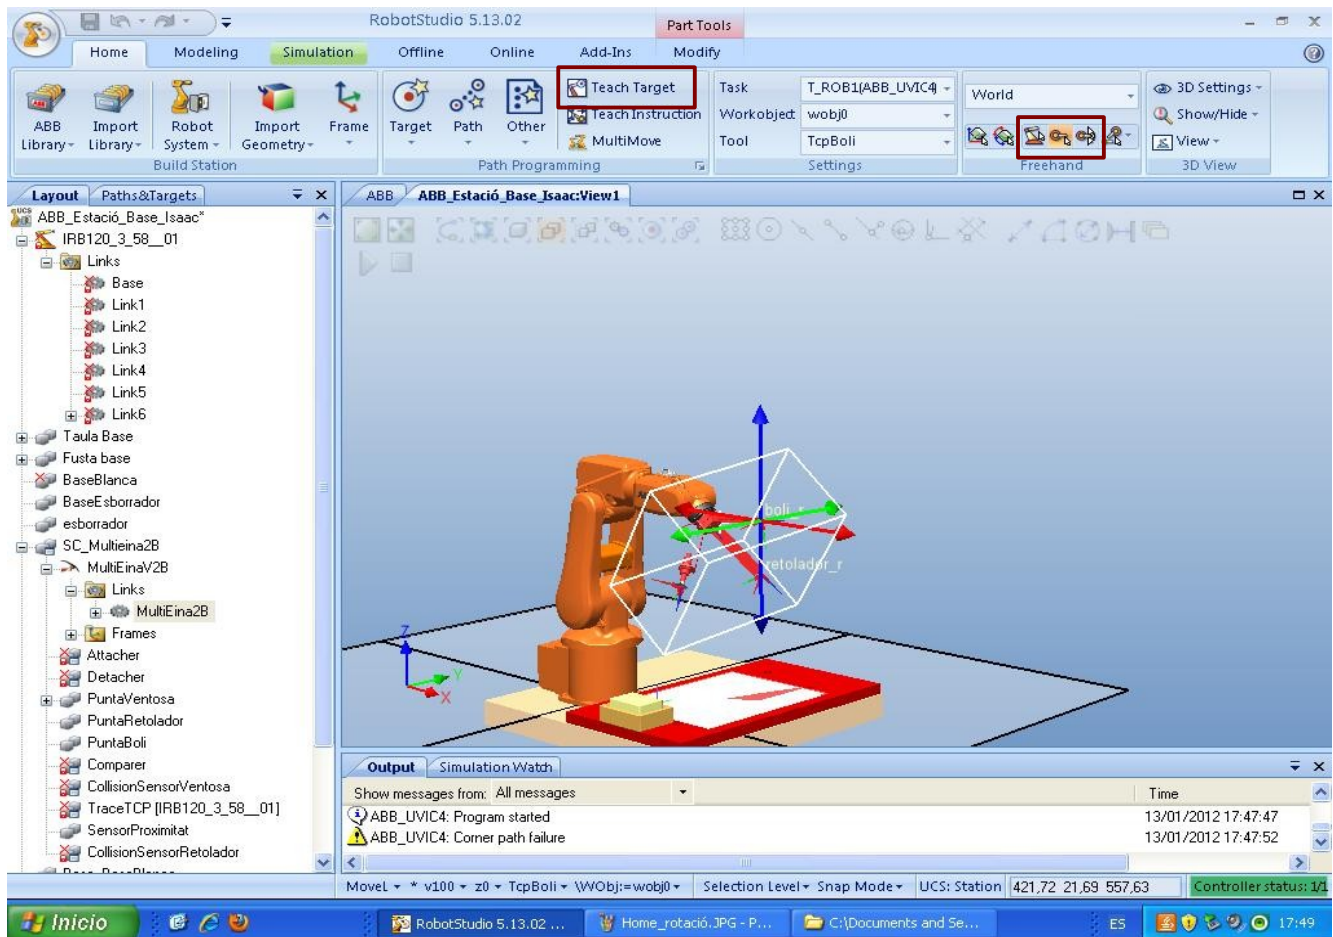 RobotStudio 5.13.02
Part Tools
Home Modeling Simulation Offline Online Add-Ins Modify
ABB Library
Import Library
Robot System
Import Geometry
Frame
Build Station
Target
Path
Other
Teach Target
Teach Instruction
MultiMove
Path Programming
Task T_ROB1(ABB_UVIC4)
Workobject wobj0
Tool TcpBoli
Settings
World
Freehand
3D Settings
Show/Hide
View
3D View
Layout Paths&Targets
ABB ABB_Estació_Base_Isaac:View1
ABB_Estació_Base_Isaac*
IRB120_3_58__01
Links
Base
Link1
Link2
Link3
Link4
Link5
Link6
Taula Base
Fusta base
BaseBlanca
BaseEsborrador
esborrador
SC_Multieina2B
MultiEinaV2B
Links
MultiEina2B
Frames
Attacher
Detacher
PuntaVentosa
PuntaRetolador
PuntaBoli
Comparer
CollisionSensorVentosa
TraceTCP [IRB120_3_58__01]
SensorProximitat
CollisionSensorRetolador
UCS
boli_r
retolador_r
Z
Y
X
Output Simulation Watch
Show messages from: All messages
Time
ABB_UVIC4: Program started 13/01/2012 17:47:47
ABB_UVIC4: Corner path failure 13/01/2012 17:47:52
MoveL * v100 z0 TcpBoli \WObj:=wobj0 Selection Level Snap Mode UCS: Station 421,72 21,69 557,63 Controller status: 1/1
Inicio RobotStudio 5.13.02 ... Home_rotació.JPG - P... C:\Documents and Se... ES 17:49